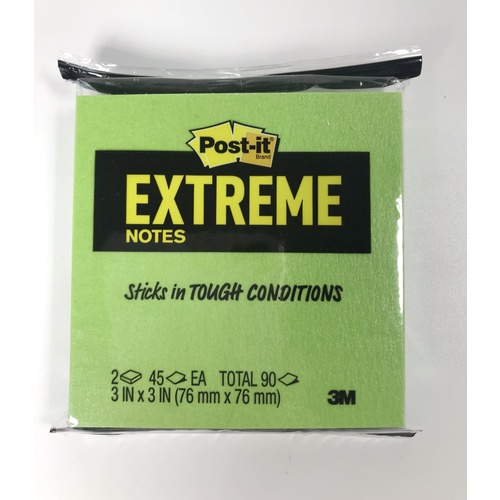 Post-it
Brand
EXTREME
NOTES
Sticks in TOUGH CONDITIONS
2 45 EA TOTAL 90
3 IN x 3 IN (76 mm x 76 mm)
3M